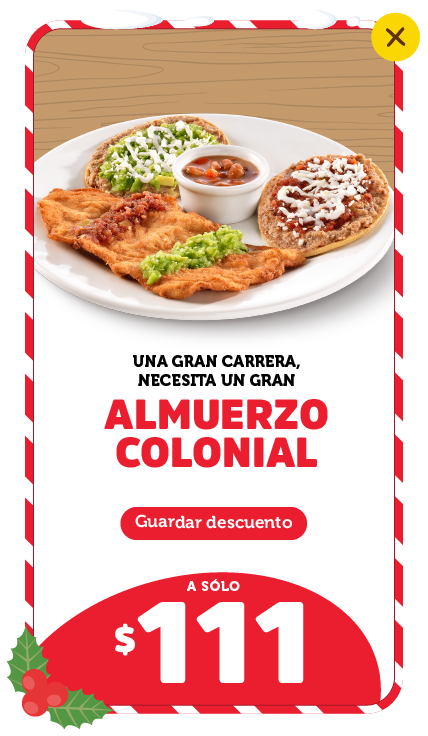 UNA GRAN CARRERA,
NECESITA UN GRAN
ALMUERZO
COLONIAL
Guardar descuento
A SÓLO
$111